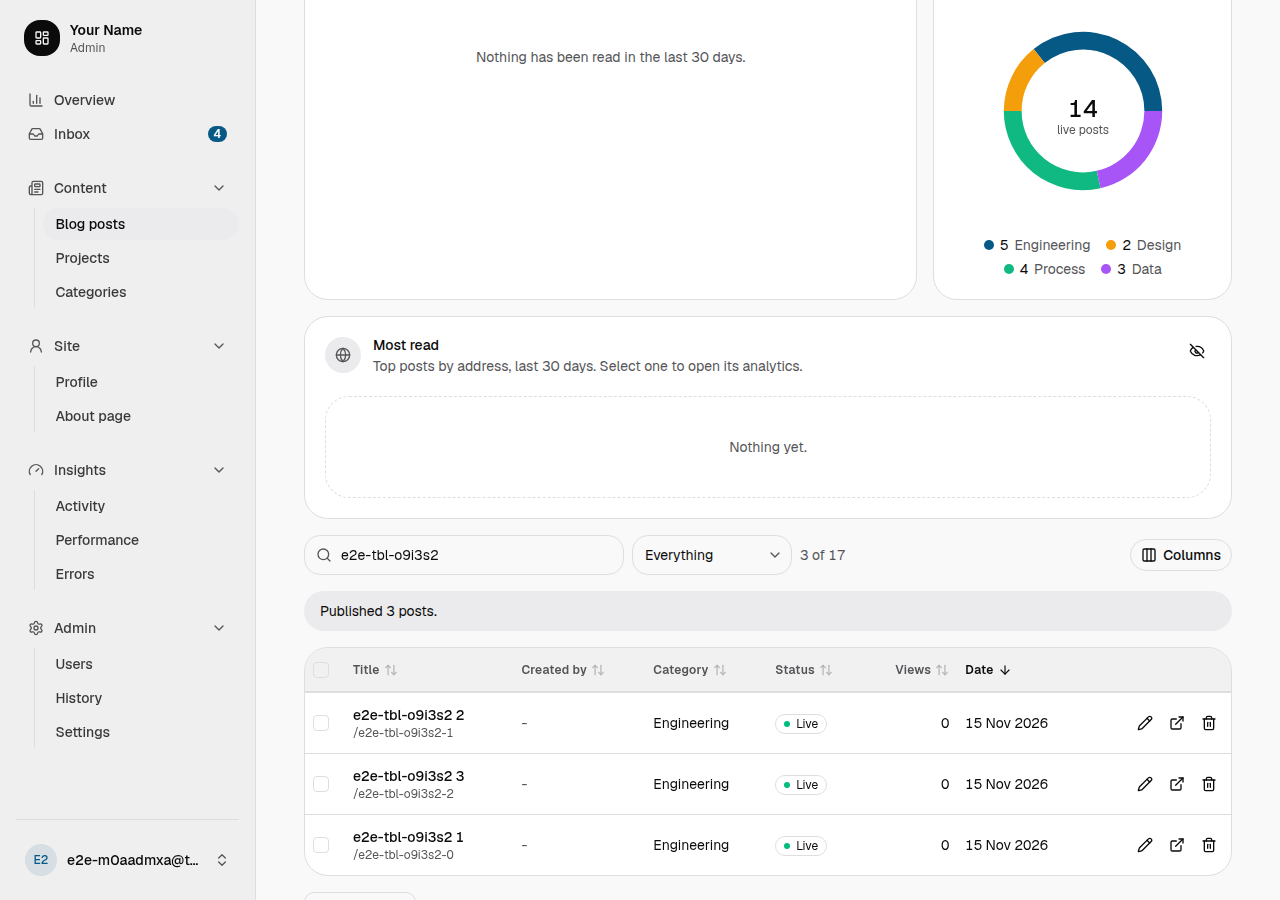 Your Name
Admin
Overview
Inbox
4
Content
Blog posts
Projects
Categories
Site
Profile
About page
Insights
Activity
Performance
Errors
Admin
Users
History
Settings
E2
e2e-m0aadmxa@t...
Nothing has been read in the last 30 days.
14
live posts
5 Engineering
2 Design
4 Process
3 Data
Most read
Top posts by address, last 30 days. Select one to open its analytics.
Nothing yet.
e2e-tbl-o9i3s2
Everything
3 of 17
Columns
Published 3 posts.
Title Created by Category Status Views Date
e2e-tbl-o9i3s2 2
/e2e-tbl-o9i3s2-1
- Engineering Live 0 15 Nov 2026
e2e-tbl-o9i3s2 3
/e2e-tbl-o9i3s2-2
- Engineering Live 0 15 Nov 2026
e2e-tbl-o9i3s2 1
/e2e-tbl-o9i3s2-0
- Engineering Live 0 15 Nov 2026